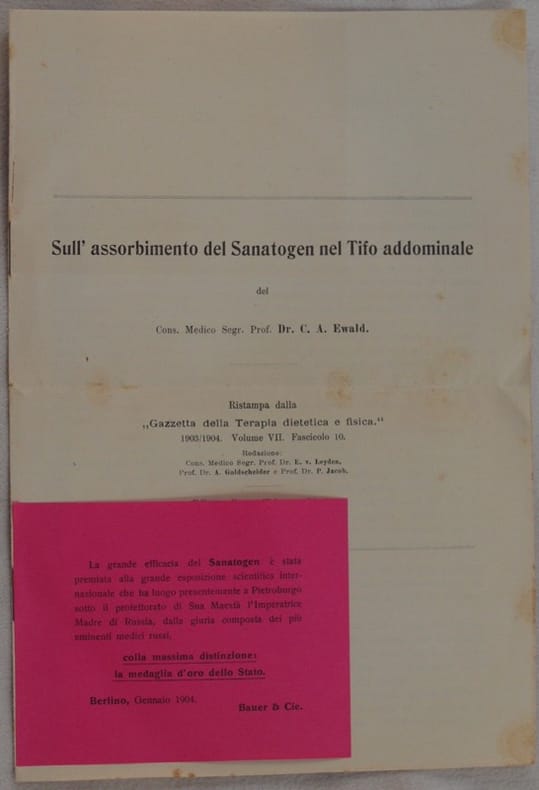 Sull' assorbimento del Sanatogen nel Tifo addominale
del
Cons. Medico Segr. Prof. Dr. C. A. Ewald.
Ristampa dalla
„Gazzetta della Terapia dietetica e fisica."
1903/1904. Volume VII. Fascicolo 10.
Redazione:
Cons. Medico Segr. Prof. Dr. E. v. Leyden,
Prof. Dr. A. Goldscheider e Prof. Dr. P. Jacob.
La grande efficacia del Sanatogen è stata
premiata alla grande esposizione scientifica inter-
nazionale che ha luogo presentemente a Pietroburgo
sotto il protettorato di Sua Maestà l'Imperatrice
Madre di Russia, dalla giuria composta dei più
eminenti medici russi,
colla massima distinzione:
la medaglia d'oro dello Stato.
Berlino, Gennaio 1904.
Bauer & Cie.